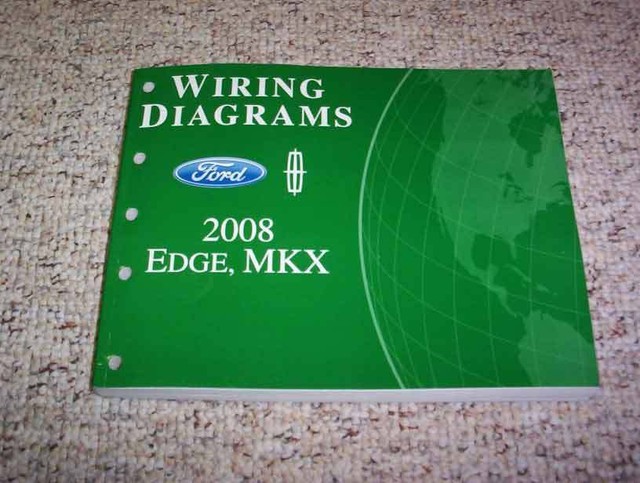 WIRING
DIAGRAMS
Ford
2008
EDGE, MKX